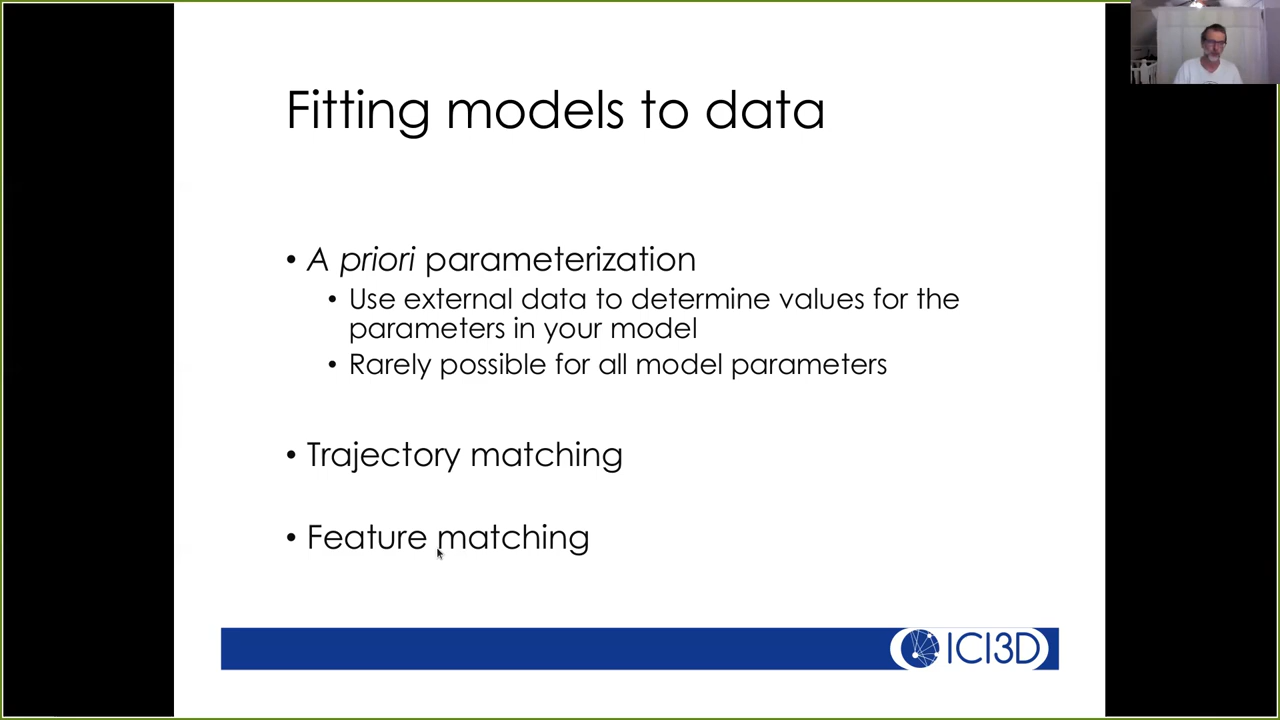 Fitting models to data
• A priori parameterization
• Use external data to determine values for the
parameters in your model
• Rarely possible for all model parameters
• Trajectory matching
• Feature matching
ICI3D